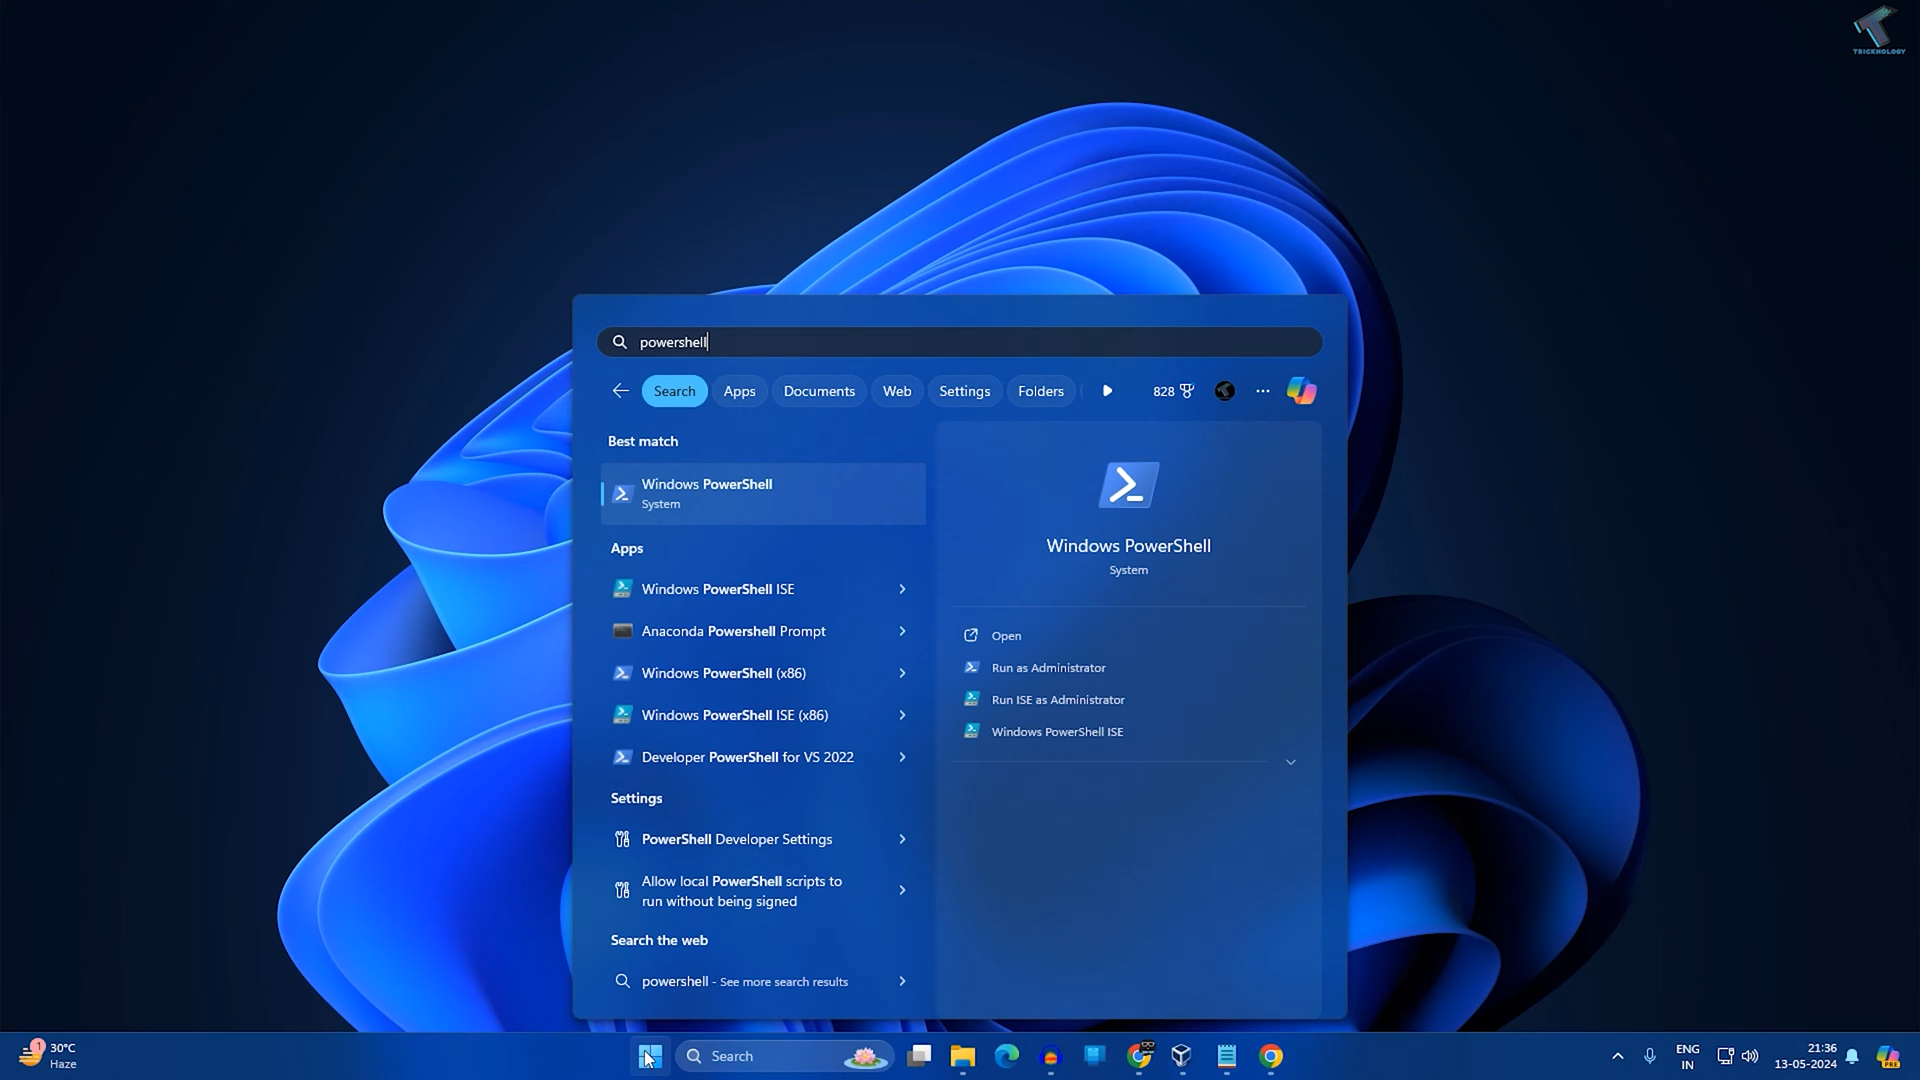 TRICKNOLOGY
powershell
Search Apps Documents Web Settings Folders 828
Best match
Windows PowerShell
System
Apps
Windows PowerShell ISE
Anaconda Powershell Prompt
Windows PowerShell (x86)
Windows PowerShell ISE (x86)
Developer PowerShell for VS 2022
Settings
PowerShell Developer Settings
Allow local PowerShell scripts to
run without being signed
Search the web
powershell - See more search results
Windows PowerShell
System
Open
Run as Administrator
Run ISE as Administrator
Windows PowerShell ISE
1
30°C
Haze
Search
ENG
IN
21:36
13-05-2024
PRE